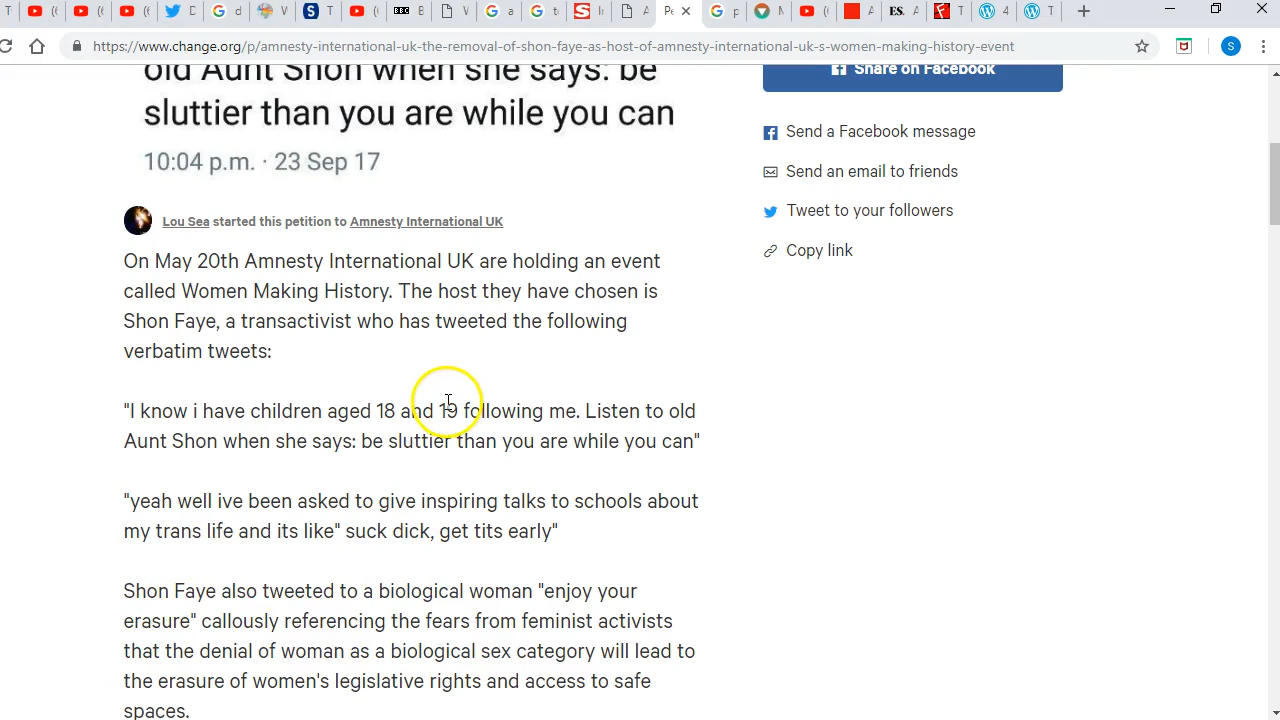 T
(6
(6
(6
D
G d
V
S T
(
BBC B
V
G a
G t
S Ir
A
Pe
G p
M
(
A
ES. A
T
4
T
https://www.change.org/p/amnesty-international-uk-the-removal-of-shon-faye-as-host-of-amnesty-international-uk-s-women-making-history-event
S
old Aunt Shon when she says: be
sluttier than you are while you can
10:04 p.m. · 23 Sep 17
Share on Facebook
Send a Facebook message
Send an email to friends
Tweet to your followers
Copy link
Lou Sea started this petition to Amnesty International UK
On May 20th Amnesty International UK are holding an event
called Women Making History. The host they have chosen is
Shon Faye, a transactivist who has tweeted the following
verbatim tweets:
"I know i have children aged 18 and 19 following me. Listen to old
Aunt Shon when she says: be sluttier than you are while you can"
"yeah well ive been asked to give inspiring talks to schools about
my trans life and its like" suck dick, get tits early"
Shon Faye also tweeted to a biological woman "enjoy your
erasure" callously referencing the fears from feminist activists
that the denial of woman as a biological sex category will lead to
the erasure of women's legislative rights and access to safe
spaces.